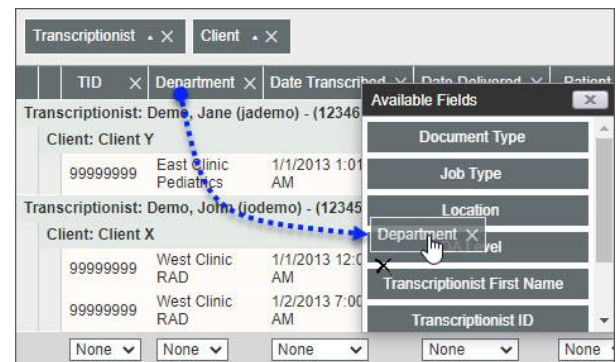 Transcriptionist Client
TID Department Date Transcribed Date Delivered Patient
Transcriptionist: Demo, Jane (jademo) - (12346
Client: Client Y
99999999 East Clinic Pediatrics 1/1/2013 1:01 AM
Transcriptionist: Demo, John (jodemo) - (12345
Client: Client X
99999999 West Clinic RAD 1/1/2013 12:0 AM
99999999 West Clinic RAD 1/2/2013 7:00 AM
None None None None None
Available Fields
Document Type
Job Type
Location
Department
Level
Transcriptionist First Name
Transcriptionist ID